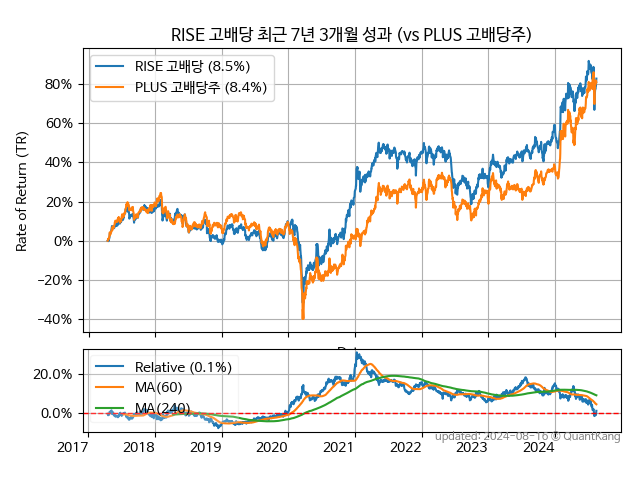 RISE 고배당 최근 7년 3개월 성과 (vs PLUS 고배당주)
RISE 고배당 (8.5%)
PLUS 고배당주 (8.4%)
Rate of Return (TR)
80%
60%
40%
20%
0%
−20%
−40%
Relative (0.1%)
MA(60)
MA(240)
20.0%
0.0%
2017 2018 2019 2020 2021 2022 2023 2024
updated: 2024-08-16 © QuantKang